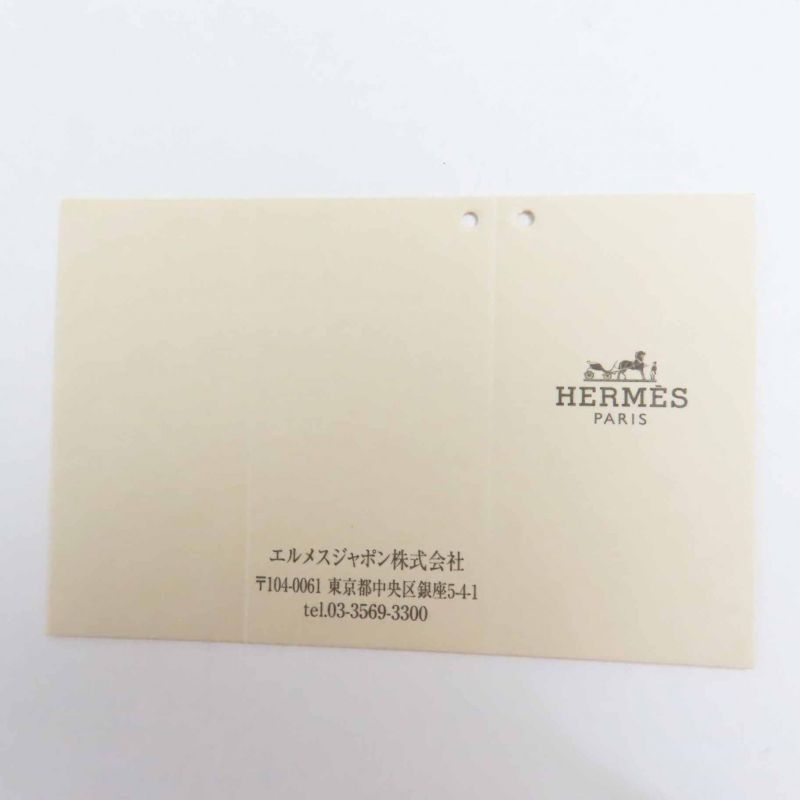 HERMÈS
PARIS
エルメスジャポン株式会社
〒104-0061 東京都中央区銀座5-4-1
tel.03-3569-3300